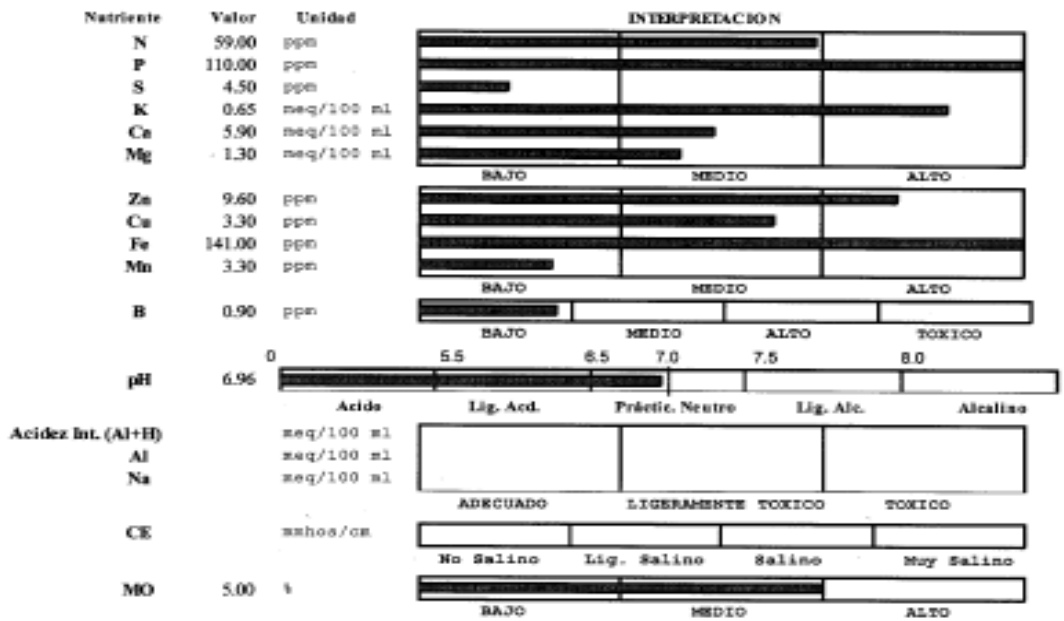 Nutriente Valor Unidad INTERPRETACION
N 59.00 ppm
P 110.00 ppm
S 4.50 ppm
K 0.65 meq/100 ml
Ca 5.90 meq/100 ml
Mg 1.30 meq/100 ml
BAJO MEDIO ALTO
Zn 9.60 ppm
Cu 3.30 ppm
Fe 141.00 ppm
Mn 3.30 ppm
BAJO MEDIO ALTO
B 0.90 ppm
BAJO MEDIO ALTO TOXICO
0 5.5 6.5 7.0 7.5 8.0
pH 6.96
Acido Lig. Acd. Práctic. Neutro Lig. Alc. Alcalino
Acidez Int. (Al+H) meq/100 ml
Al meq/100 ml
Na meq/100 ml
ADECUADO LIGERAMENTE TOXICO TOXICO
CE mmhos/cm
No Salino Lig. Salino Salino Muy Salino
MO 5.00 %
BAJO MEDIO ALTO